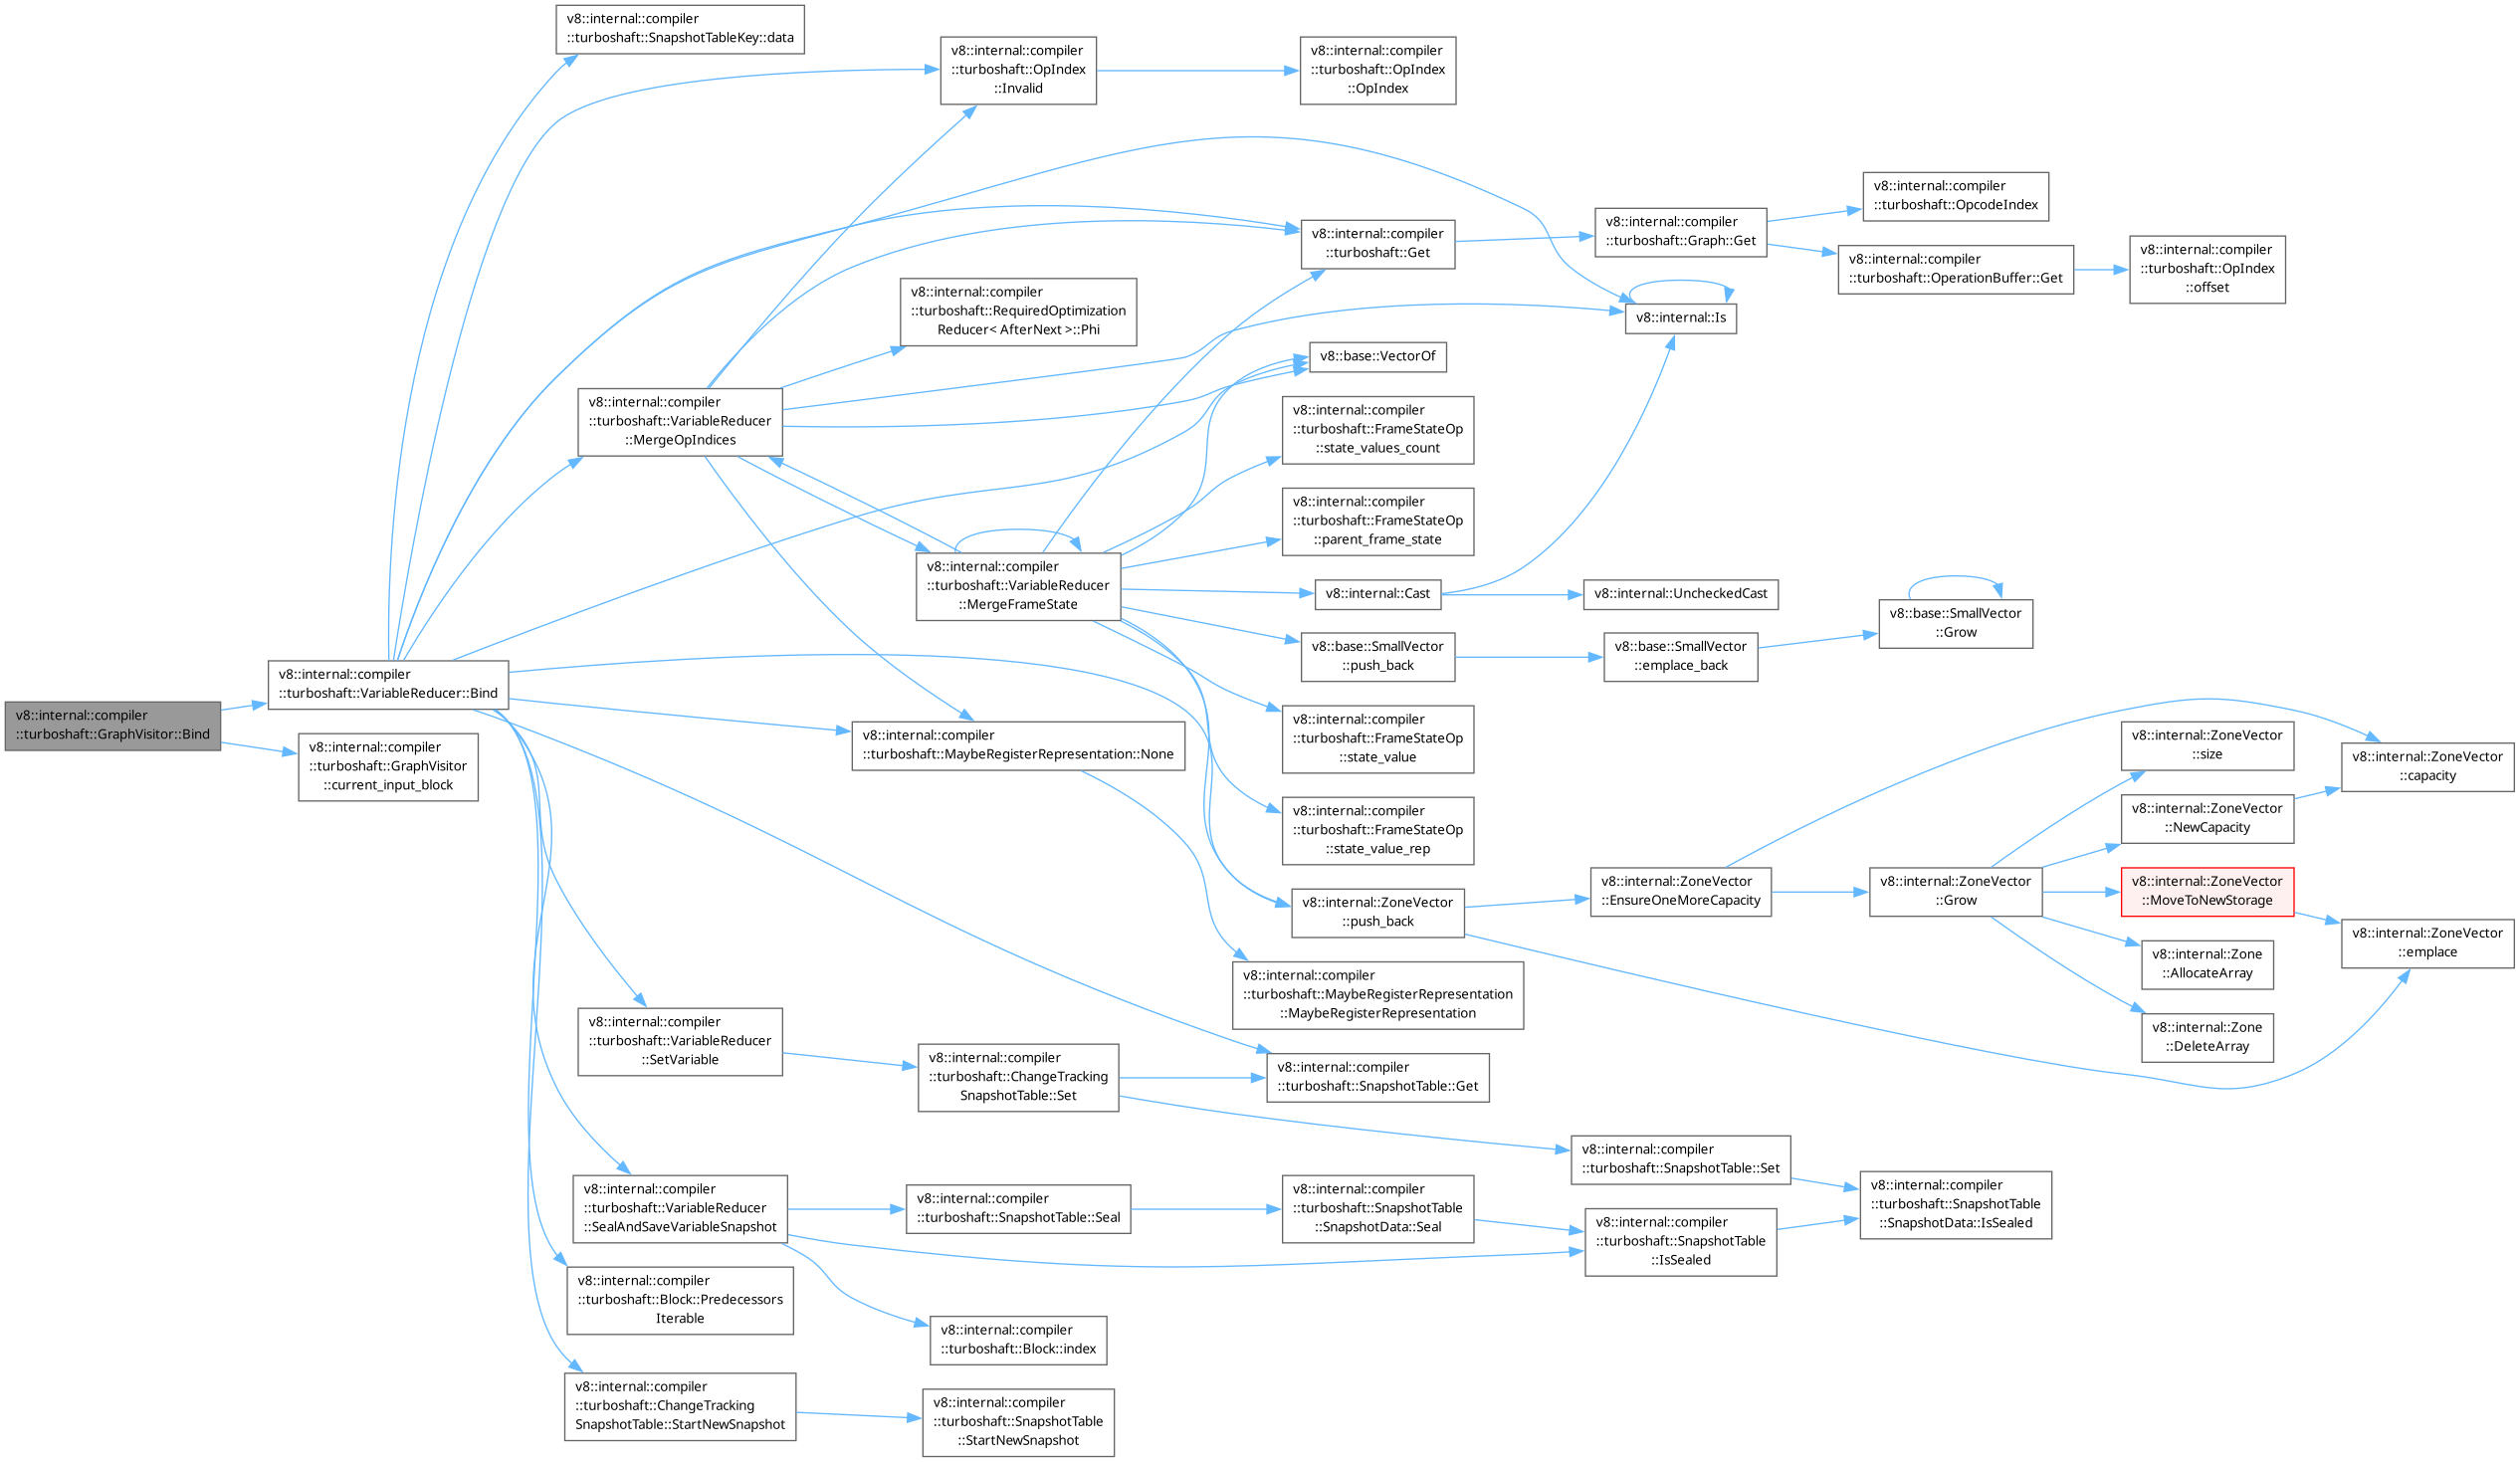 v8::internal::compiler
::turboshaft::GraphVisitor::Bind
v8::internal::compiler
::turboshaft::VariableReducer::Bind
v8::internal::compiler
::turboshaft::GraphVisitor
::current_input_block
v8::internal::compiler
::turboshaft::SnapshotTableKey::data
v8::internal::compiler
::turboshaft::VariableReducer
::MergeOpIndices
v8::internal::compiler
::turboshaft::VariableReducer
::SetVariable
v8::internal::compiler
::turboshaft::VariableReducer
::SealAndSaveVariableSnapshot
v8::internal::compiler
::turboshaft::Block::Predecessors
Iterable
v8::internal::compiler
::turboshaft::ChangeTracking
SnapshotTable::StartNewSnapshot
v8::internal::compiler
::turboshaft::OpIndex
::Invalid
v8::internal::compiler
::turboshaft::RequiredOptimization
Reducer< AfterNext >::Phi
v8::internal::compiler
::turboshaft::VariableReducer
::MergeFrameState
v8::internal::compiler
::turboshaft::MaybeRegisterRepresentation::None
v8::internal::compiler
::turboshaft::ChangeTracking
SnapshotTable::Set
v8::internal::compiler
::turboshaft::SnapshotTable::Seal
v8::internal::compiler
::turboshaft::Block::index
v8::internal::compiler
::turboshaft::SnapshotTable
::StartNewSnapshot
v8::internal::compiler
::turboshaft::OpIndex
::OpIndex
v8::internal::compiler
::turboshaft::Get
v8::base::VectorOf
v8::internal::compiler
::turboshaft::FrameStateOp
::state_values_count
v8::internal::compiler
::turboshaft::FrameStateOp
::parent_frame_state
v8::internal::Cast
v8::base::SmallVector
::push_back
v8::internal::compiler
::turboshaft::FrameStateOp
::state_value
v8::internal::compiler
::turboshaft::FrameStateOp
::state_value_rep
v8::internal::ZoneVector
::push_back
v8::internal::compiler
::turboshaft::MaybeRegisterRepresentation
::MaybeRegisterRepresentation
v8::internal::compiler
::turboshaft::SnapshotTable::Get
v8::internal::compiler
::turboshaft::SnapshotTable
::SnapshotData::Seal
v8::internal::compiler
::turboshaft::Graph::Get
v8::internal::Is
v8::internal::UncheckedCast
v8::base::SmallVector
::emplace_back
v8::internal::ZoneVector
::EnsureOneMoreCapacity
v8::internal::compiler
::turboshaft::SnapshotTable::Set
v8::internal::compiler
::turboshaft::SnapshotTable
::IsSealed
v8::internal::compiler
::turboshaft::OpcodeIndex
v8::internal::compiler
::turboshaft::OperationBuffer::Get
v8::base::SmallVector
::Grow
v8::internal::ZoneVector
::Grow
v8::internal::compiler
::turboshaft::SnapshotTable
::SnapshotData::IsSealed
v8::internal::compiler
::turboshaft::OpIndex
::offset
v8::internal::ZoneVector
::size
v8::internal::ZoneVector
::NewCapacity
v8::internal::ZoneVector
::MoveToNewStorage
v8::internal::Zone
::AllocateArray
v8::internal::Zone
::DeleteArray
v8::internal::ZoneVector
::capacity
v8::internal::ZoneVector
::emplace